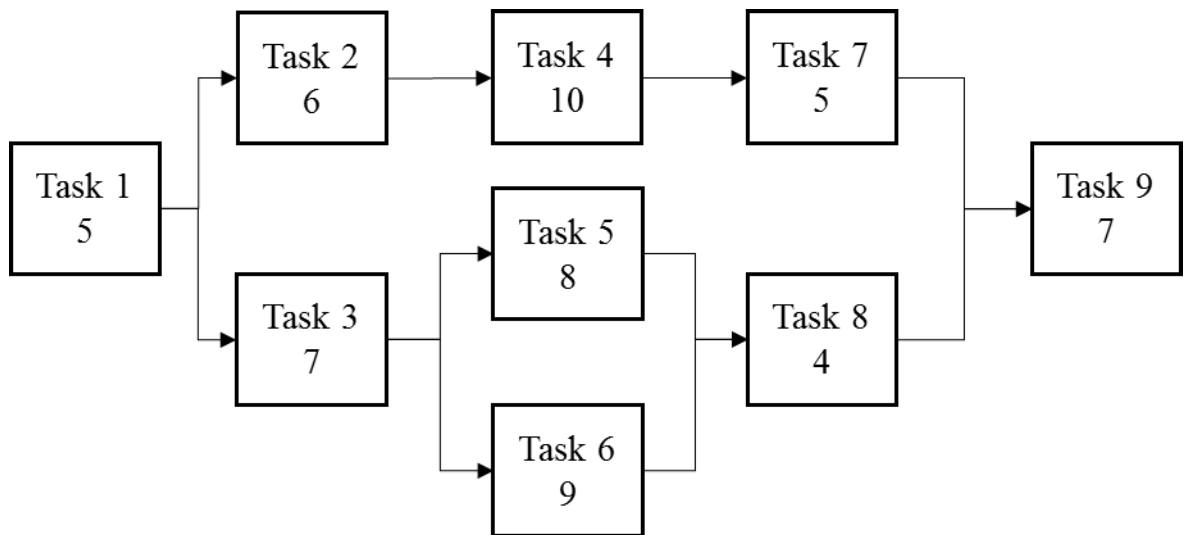 Task 1
5
Task 2
6
Task 3
7
Task 4
10
Task 5
8
Task 6
9
Task 7
5
Task 8
4
Task 9
7